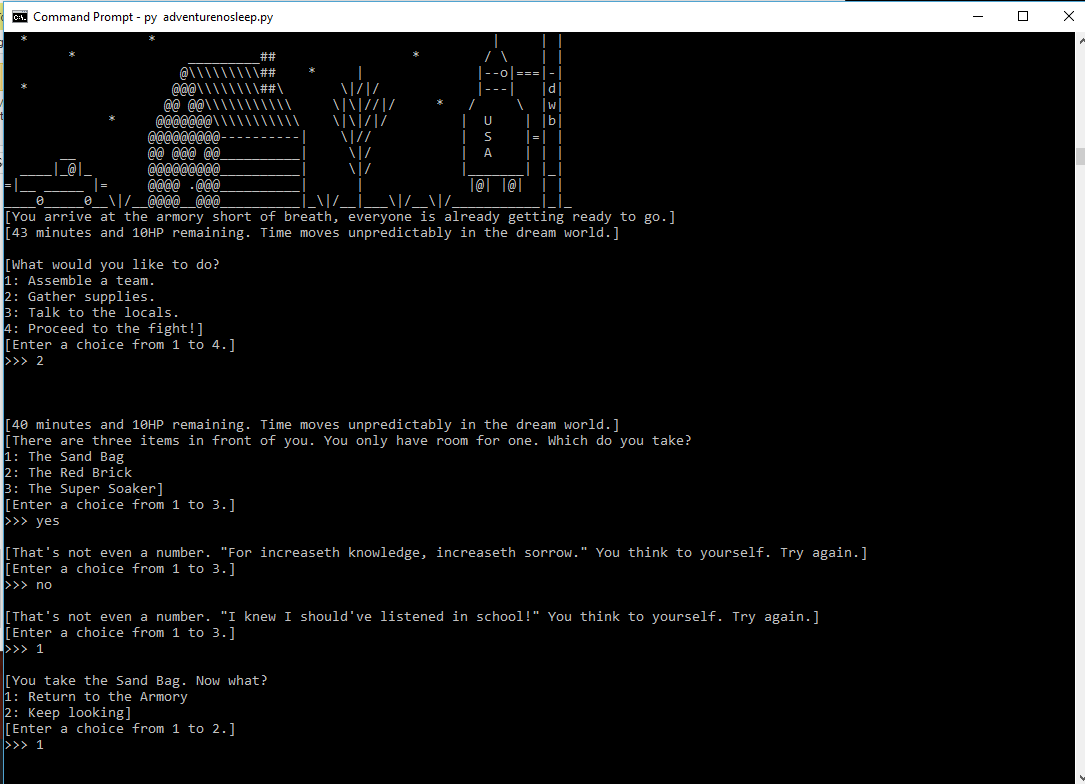 Command Prompt - py  adventurenosleep.py
U
S
A
d
w
b
[You arrive at the armory short of breath, everyone is already getting ready to go.]
[43 minutes and 10HP remaining. Time moves unpredictably in the dream world.]
[What would you like to do?
1: Assemble a team.
2: Gather supplies.
3: Talk to the locals.
4: Proceed to the fight!]
[Enter a choice from 1 to 4.]
>>> 2
[40 minutes and 10HP remaining. Time moves unpredictably in the dream world.]
[There are three items in front of you. You only have room for one. Which do you take?
1: The Sand Bag
2: The Red Brick
3: The Super Soaker]
[Enter a choice from 1 to 3.]
>>> yes
[That's not even a number. "For increaseth knowledge, increaseth sorrow." You think to yourself. Try again.]
[Enter a choice from 1 to 3.]
>>> no
[That's not even a number. "I knew I should've listened in school!" You think to yourself. Try again.]
[Enter a choice from 1 to 3.]
>>> 1
[You take the Sand Bag. Now what?
1: Return to the Armory
2: Keep looking]
[Enter a choice from 1 to 2.]
>>> 1